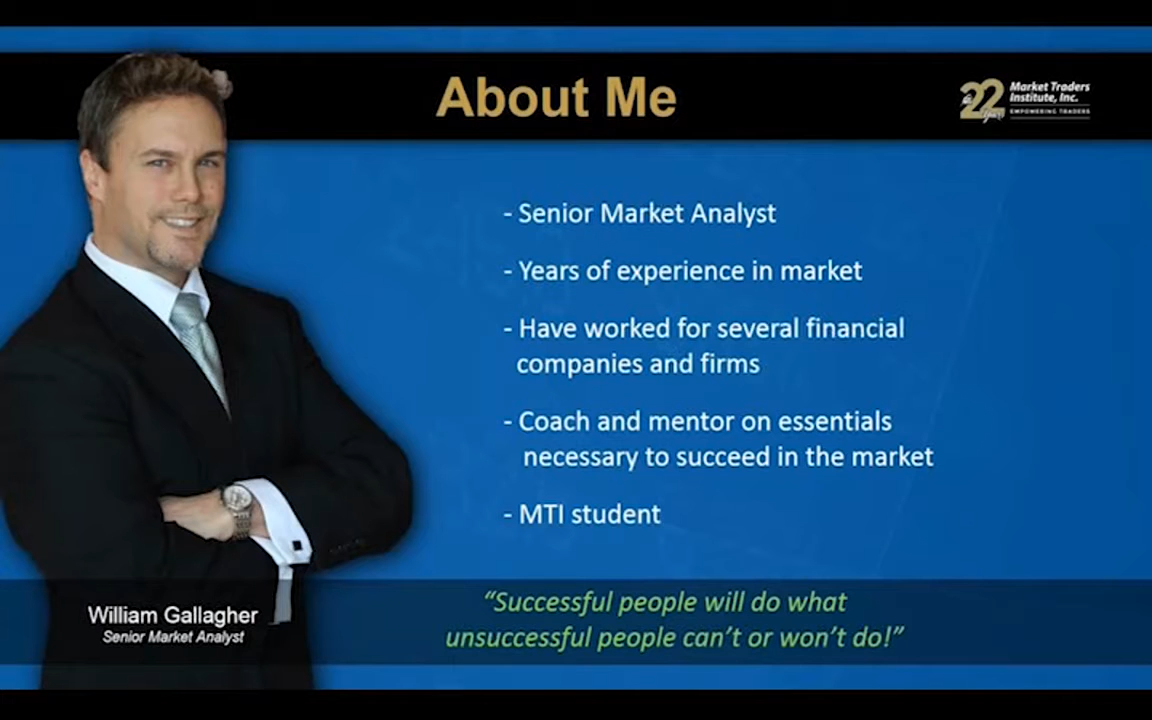 About Me
22
Years
Market Traders
Institute, Inc.
EMPOWERING TRADERS
- Senior Market Analyst
- Years of experience in market
- Have worked for several financial
companies and firms
- Coach and mentor on essentials
necessary to succeed in the market
- MTI student
William Gallagher
Senior Market Analyst
“Successful people will do what
unsuccessful people can’t or won’t do!”